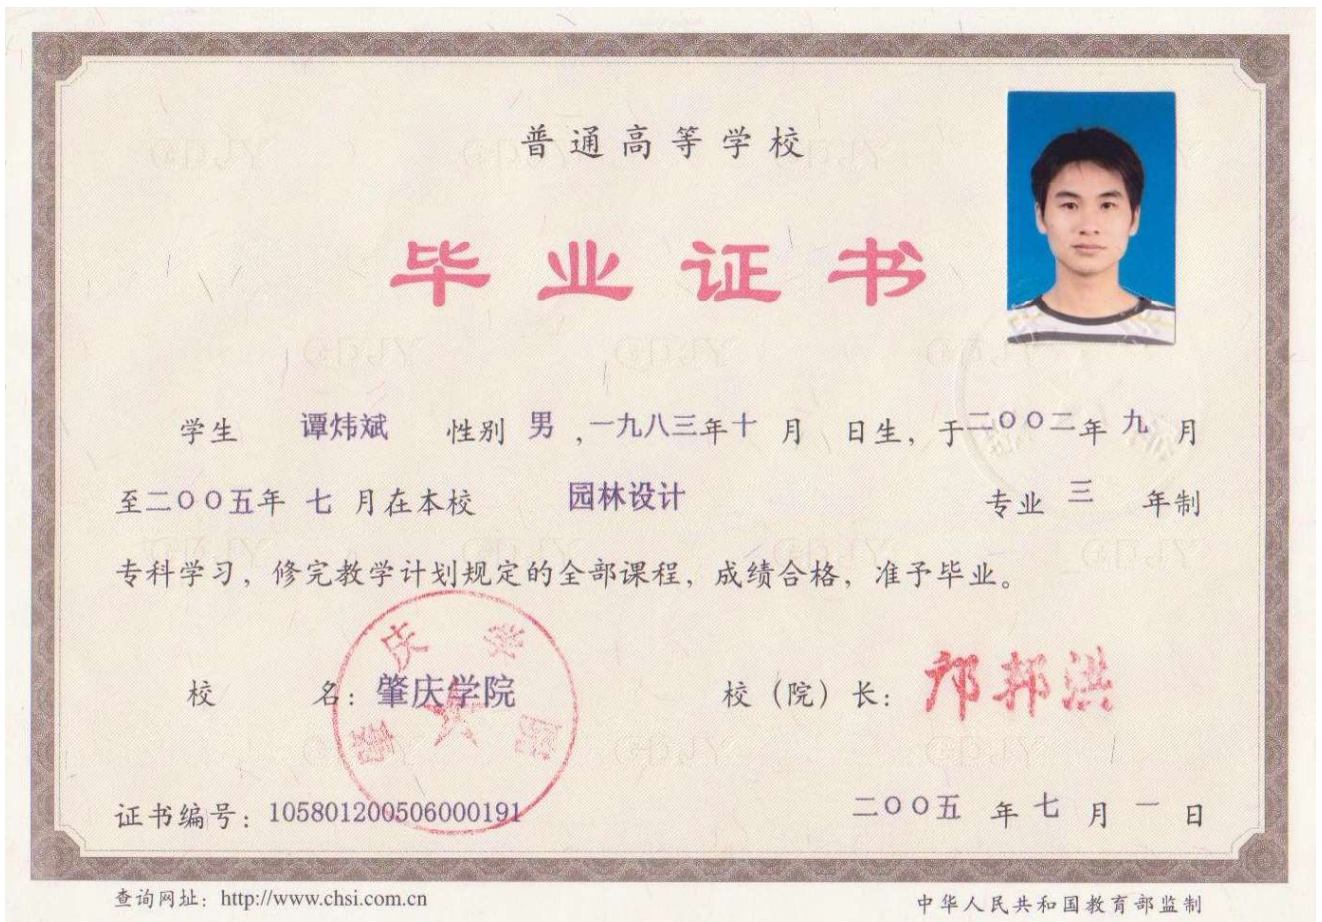 普通高等学校
毕业证书
学生 谭炜斌 性别 男 ,一九八三年十 月 日生，于二〇〇二年 九 月
至二〇〇五年 七 月在本校 园林设计 专业 三 年制
专科学习，修完教学计划规定的全部课程，成绩合格，准予毕业。
校 名：肇庆学院 校（院）长：
肇庆学院
证书编号：105801200506000191 二〇〇五 年 七 月 一 日
查询网址：http://www.chsi.com.cn 中华人民共和国教育部监制